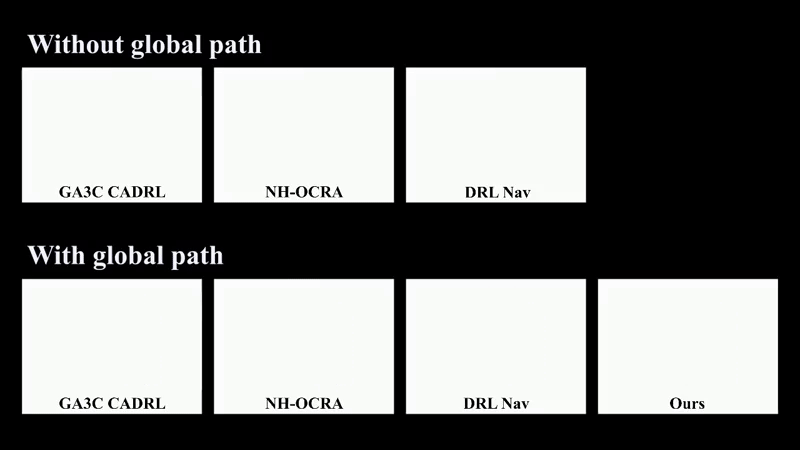 Without global path
GA3C CADRL
NH-OCRA
DRL Nav
With global path
GA3C CADRL
NH-OCRA
DRL Nav
Ours